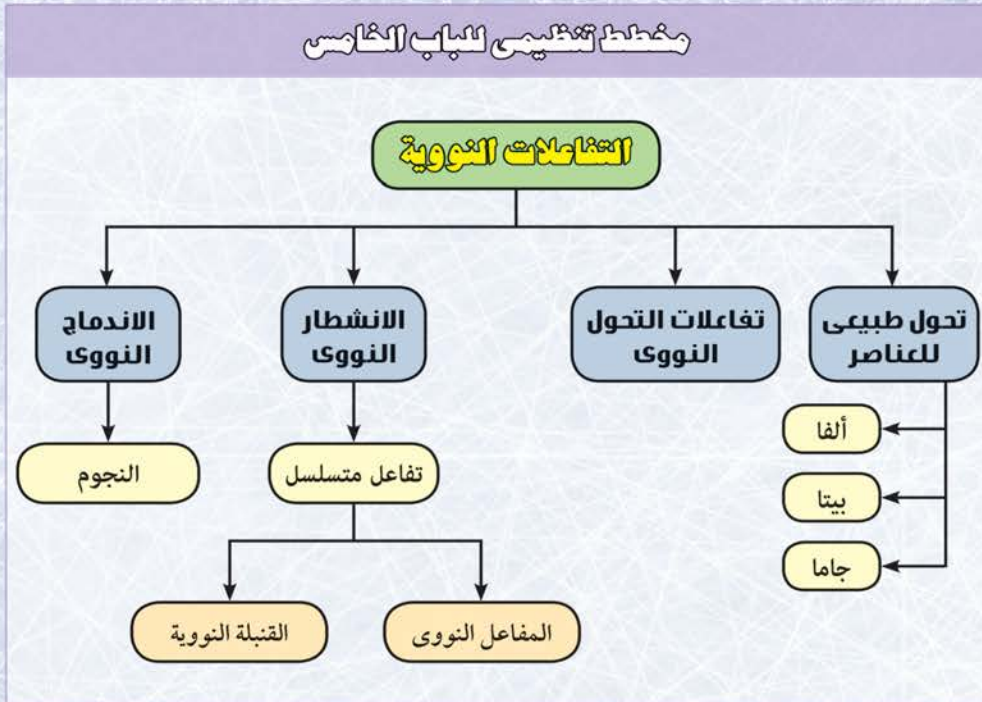 مخطط تنظيمى للباب الخامس
التفاعلات النووية
تحول طبيعى
للعناصر
تفاعلات التحول
النووى
الانشطار
النووى
الاندماج
النووى
ألفا
بيتا
جاما
تفاعل متسلسل
النجوم
المفاعل النووى
القنبلة النووية